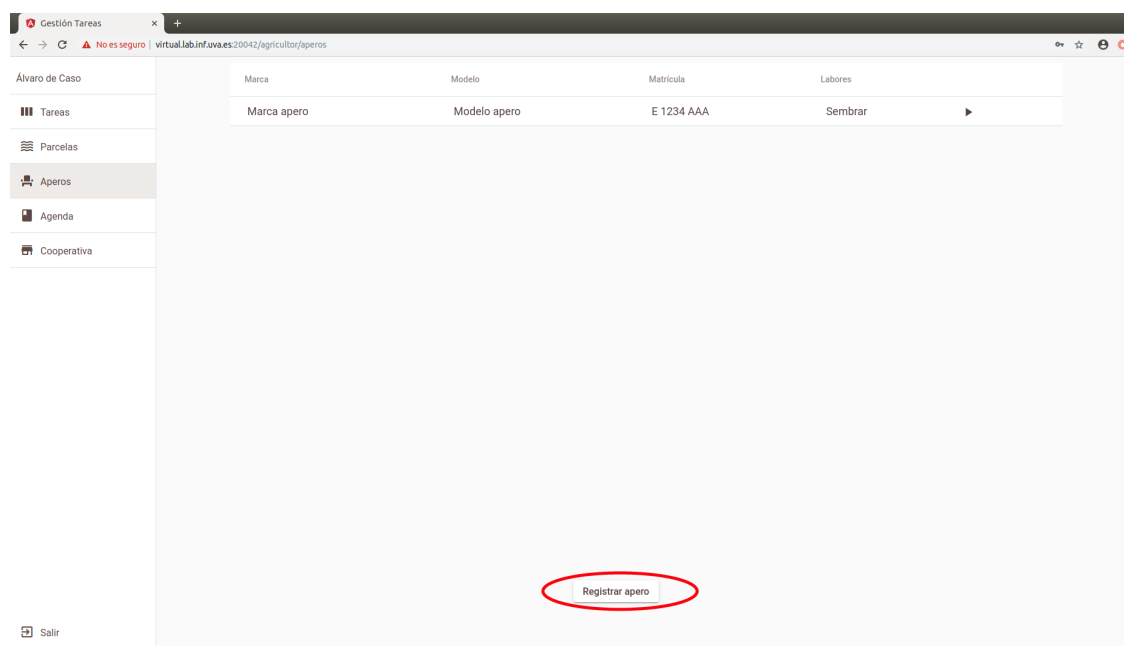 Gestión Tareas
No es seguro | virtual.lab.inf.uva.es:20042/agricultor/aperos
Álvaro de Caso
Tareas
Parcelas
Aperos
Agenda
Cooperativa
Salir
Marca Modelo Matrícula Labores
Marca apero Modelo apero E 1234 AAA Sembrar
Registrar apero